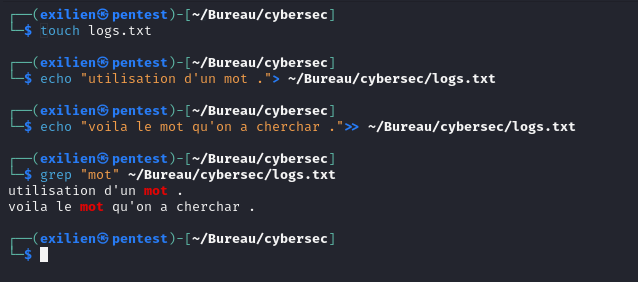 ┌──(exilien㉿pentest)-[~/Bureau/cybersec]
└─$ touch logs.txt
┌──(exilien㉿pentest)-[~/Bureau/cybersec]
└─$ echo "utilisation d'un mot ."> ~/Bureau/cybersec/logs.txt
┌──(exilien㉿pentest)-[~/Bureau/cybersec]
└─$ echo "voila le mot qu'on a cherchar .">> ~/Bureau/cybersec/logs.txt
┌──(exilien㉿pentest)-[~/Bureau/cybersec]
└─$ grep "mot" ~/Bureau/cybersec/logs.txt
utilisation d'un mot .
voila le mot qu'on a cherchar .
┌──(exilien㉿pentest)-[~/Bureau/cybersec]
└─$